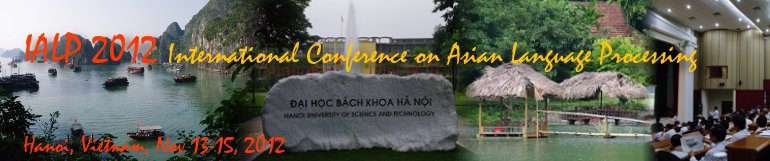 IALP 2012 International Conference on Asian Language Processing
ĐẠI HỌC BÁCH KHOA HÀ NỘI
HANOI UNIVERSITY OF SCIENCE AND TECHNOLOGY
Hanoi, Vietnam, Nov 13-15, 2012